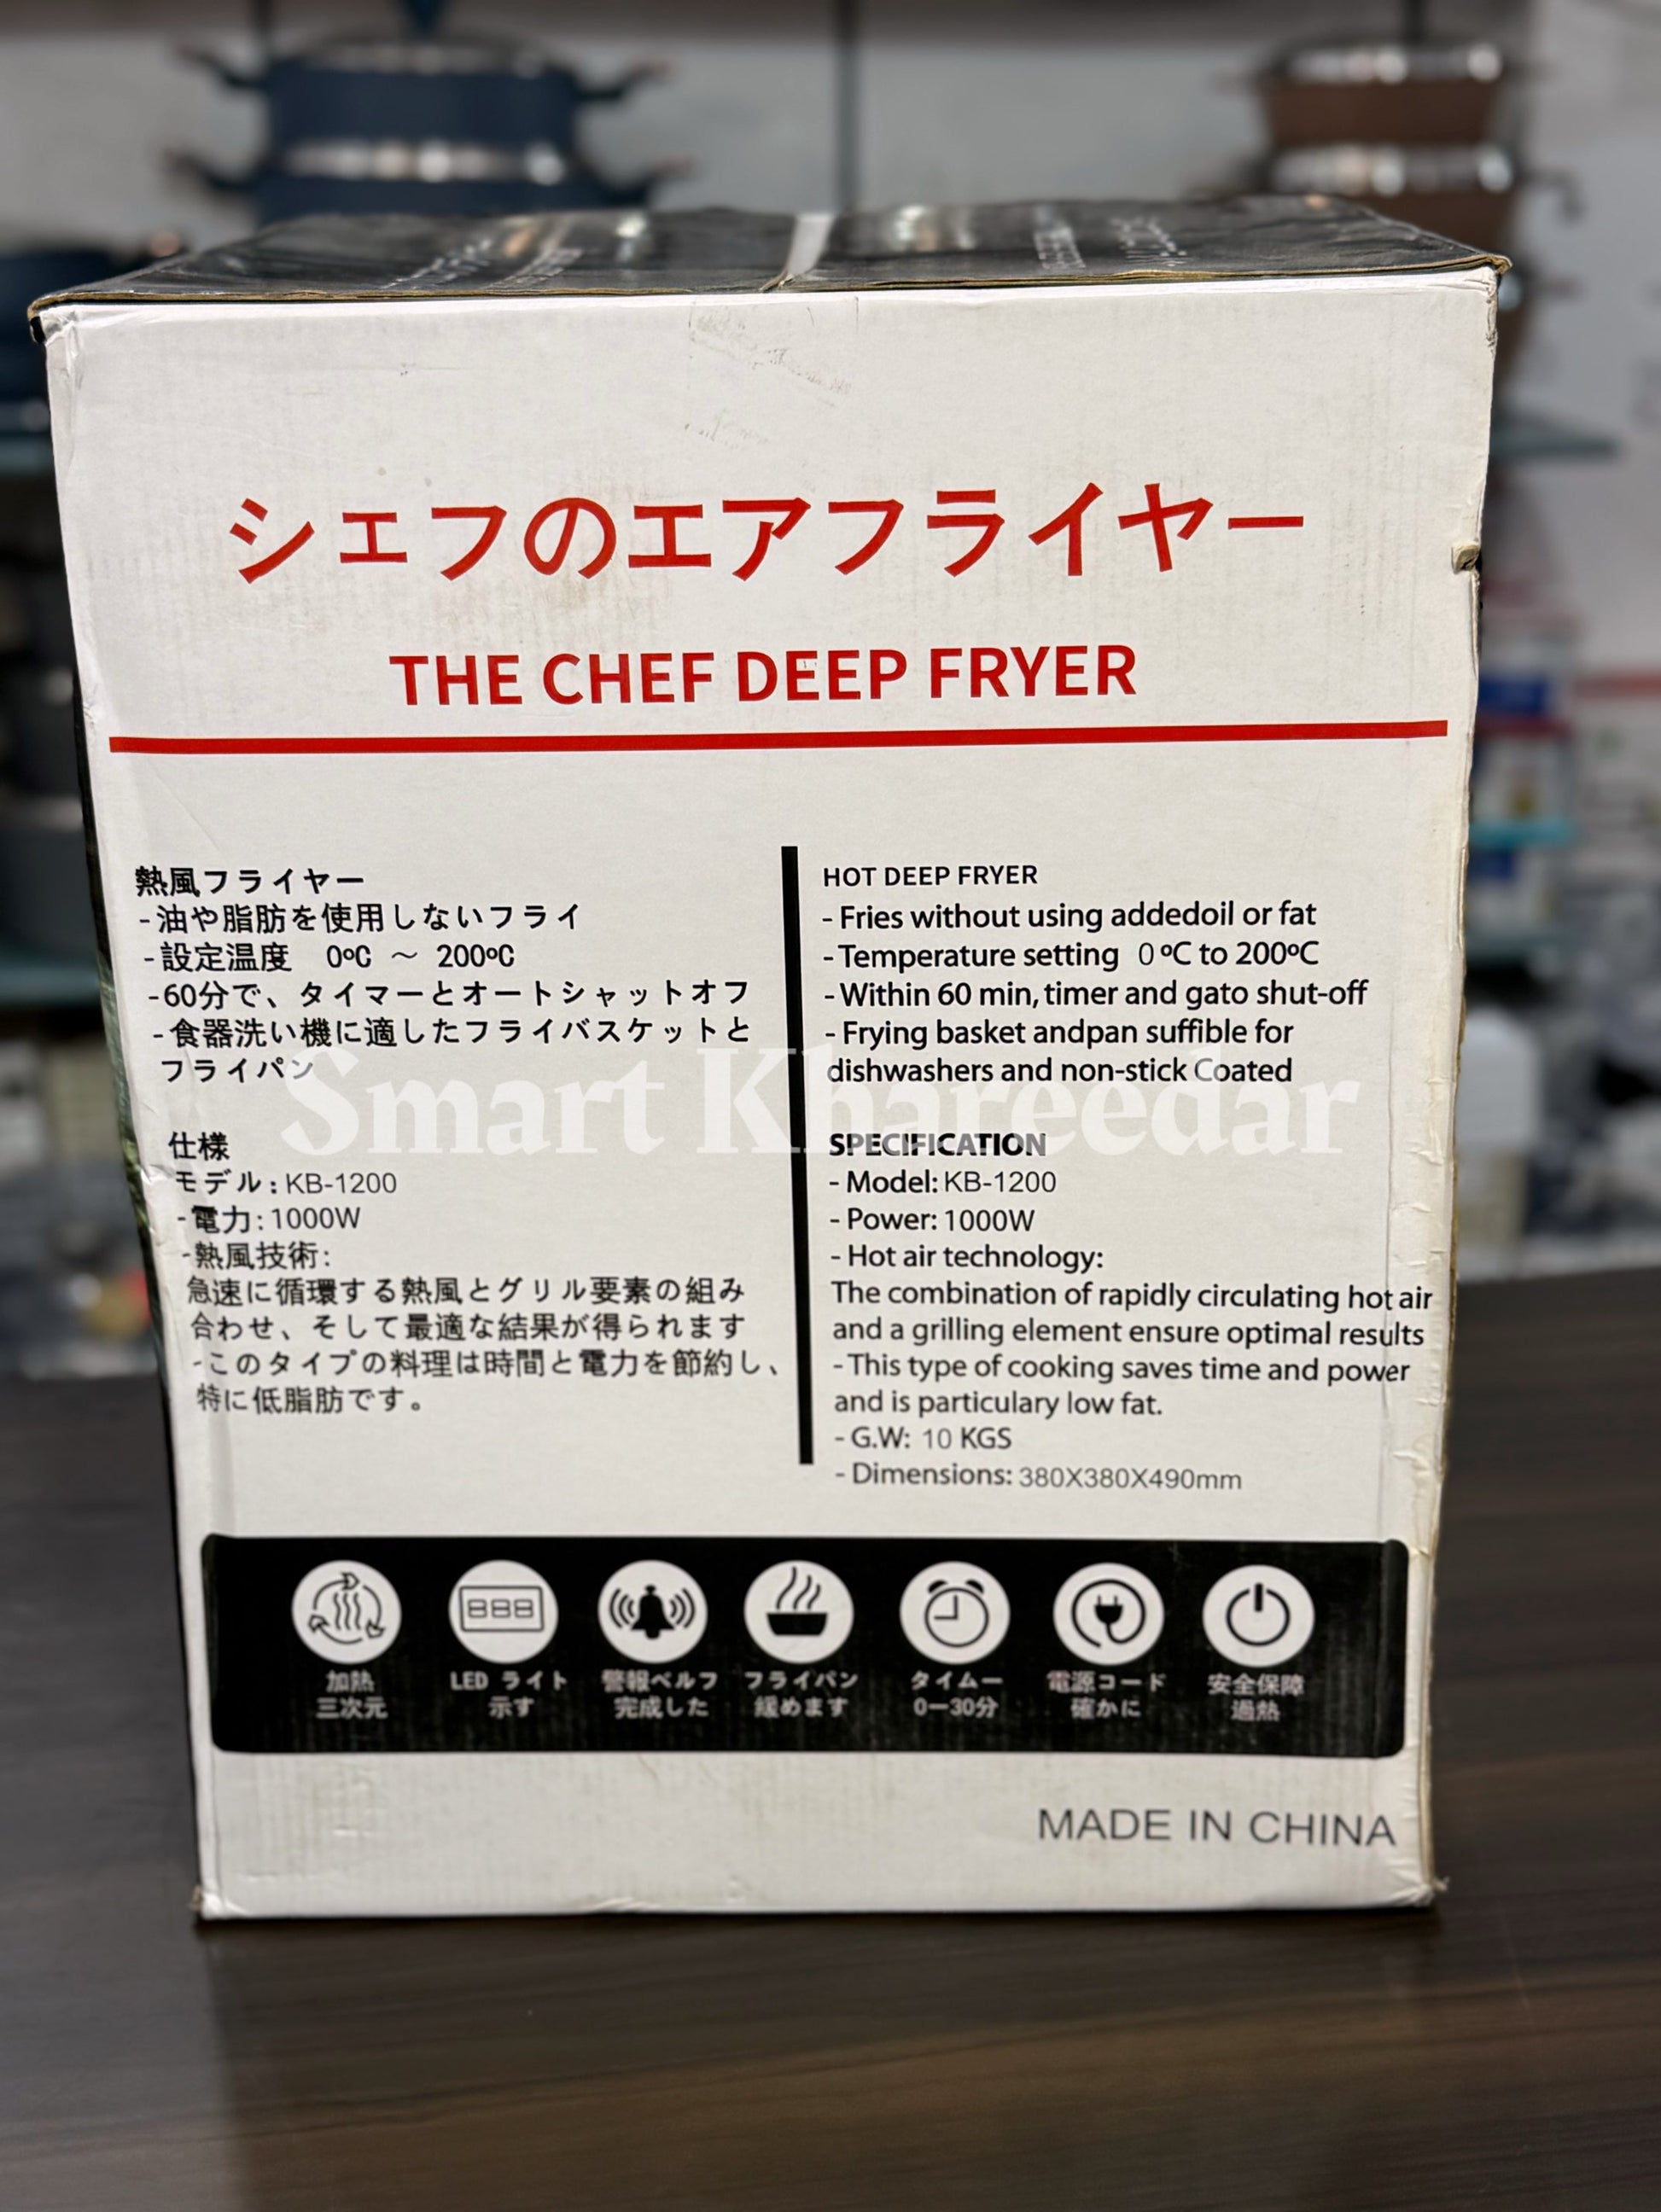 シェフのエアフライヤー
THE CHEF DEEP FRYER
熱風フライヤー
-油や脂肪を使用しないフライ
-設定温度 0ºC ～ 200ºC
-60分で、タイマーとオートシャットオフ
-食器洗い機に適したフライバスケットと
フライパン
仕様
モデル: KB-1200
-電力: 1000W
-熱風技術:
急速に循環する熱風とグリル要素の組み
合わせ、そして最適な結果が得られます
-このタイプの料理は時間と電力を節約し、
特に低脂肪です。
HOT DEEP FRYER
- Fries without using addedoil or fat
- Temperature setting 0 ºC to 200ºC
- Within 60 min, timer and gato shut-off
- Frying basket andpan suffible for
dishwashers and non-stick Coated
SPECIFICATION
- Model: KB-1200
- Power: 1000W
- Hot air technology:
The combination of rapidly circulating hot air
and a grilling element ensure optimal results
- This type of cooking saves time and power
and is particulary low fat.
- G.W: 10 KGS
- Dimensions: 380X380X490mm
Smart Khareedar
888
加熱
三次元
LED ライト
示す
警報ベルフ
完成した
フライパン
緩めます
タイムー
0ー30分
電源コード
確かに
安全保障
過熱
MADE IN CHINA